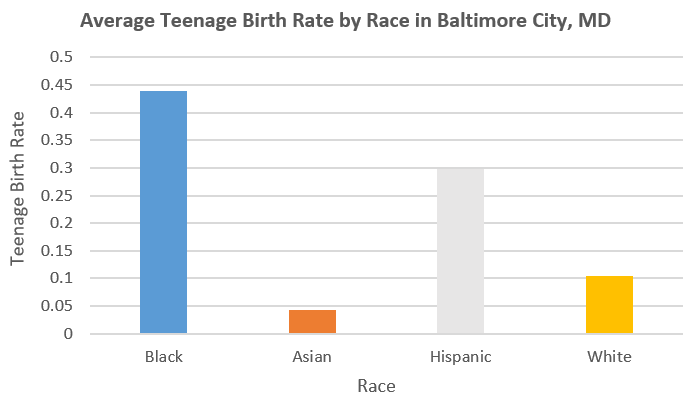 Average Teenage Birth Rate by Race in Baltimore City, MD
Teenage Birth Rate
0.5
0.45
0.4
0.35
0.3
0.25
0.2
0.15
0.1
0.05
0
Black Asian Hispanic White
Race